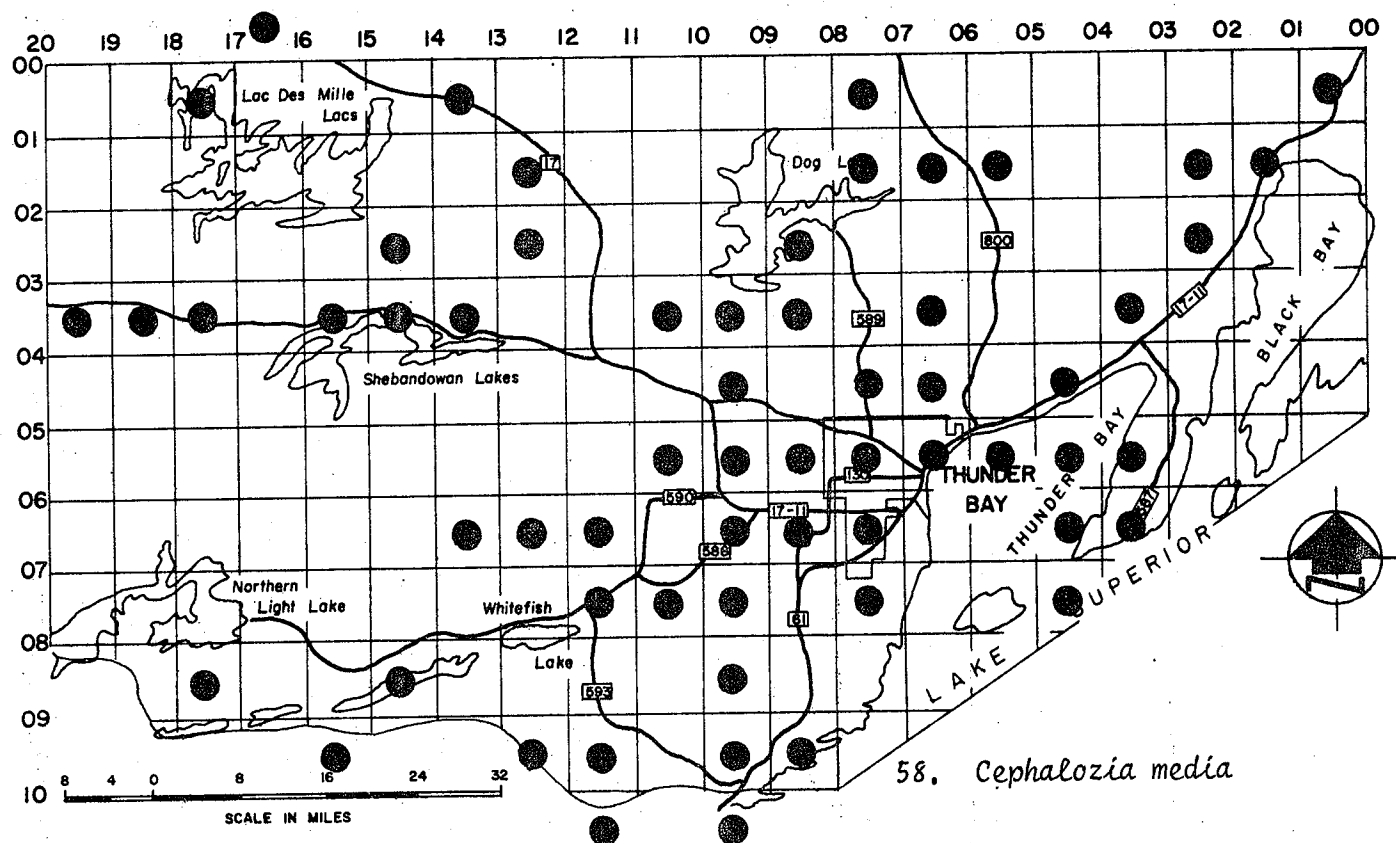 20 19 18 17 16 15 14 13 12 11 10 09 08 07 06 05 04 03 02 01 00
00
01
02
03
04
05
06
07
08
09
10
Lac Des Mille
Lacs
17
Dog
800
589
17-11
BLACK BAY
Shebandowan Lakes
THUNDER
BAY
THUNDER BAY
130
590
17-11
588
587
Northern
Light Lake
Whitefish
Lake
61
593
LAKE SUPERIOR
N
8 4 0 8 16 24 32
SCALE IN MILES
58. Cephalozia media